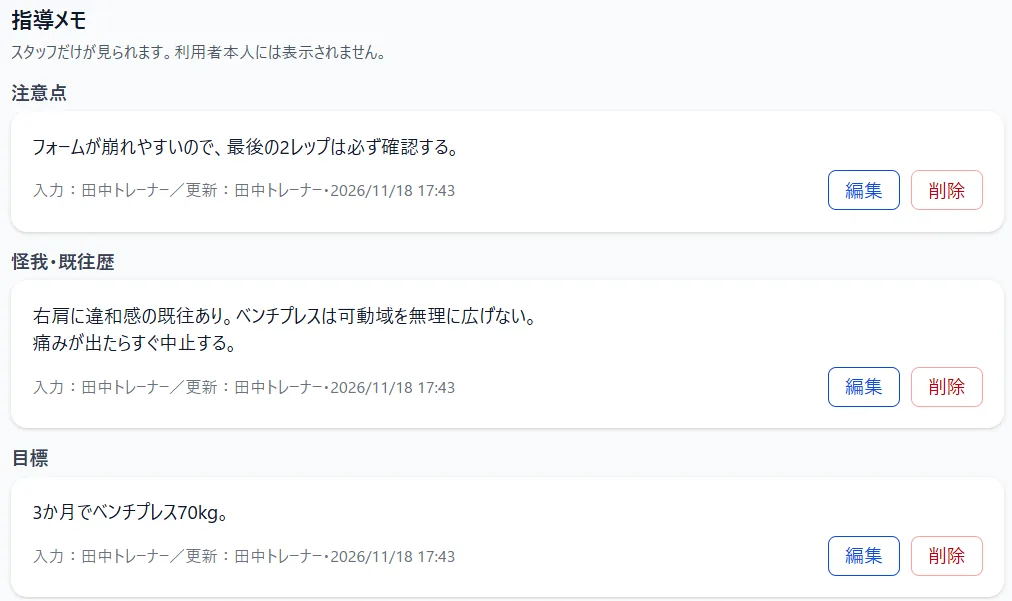 指導メモ
スタッフだけが見られます。利用者本人には表示されません。
注意点
フォームが崩れやすいので、最後の2レップは必ず確認する。
入力：田中トレーナー／更新：田中トレーナー・2026/11/18 17:43
編集
削除
怪我・既往歴
右肩に違和感の既往あり。ベンチプレスは可動域を無理に広げない。
痛みが出たらすぐ中止する。
入力：田中トレーナー／更新：田中トレーナー・2026/11/18 17:43
編集
削除
目標
3か月でベンチプレス70kg。
入力：田中トレーナー／更新：田中トレーナー・2026/11/18 17:43
編集
削除